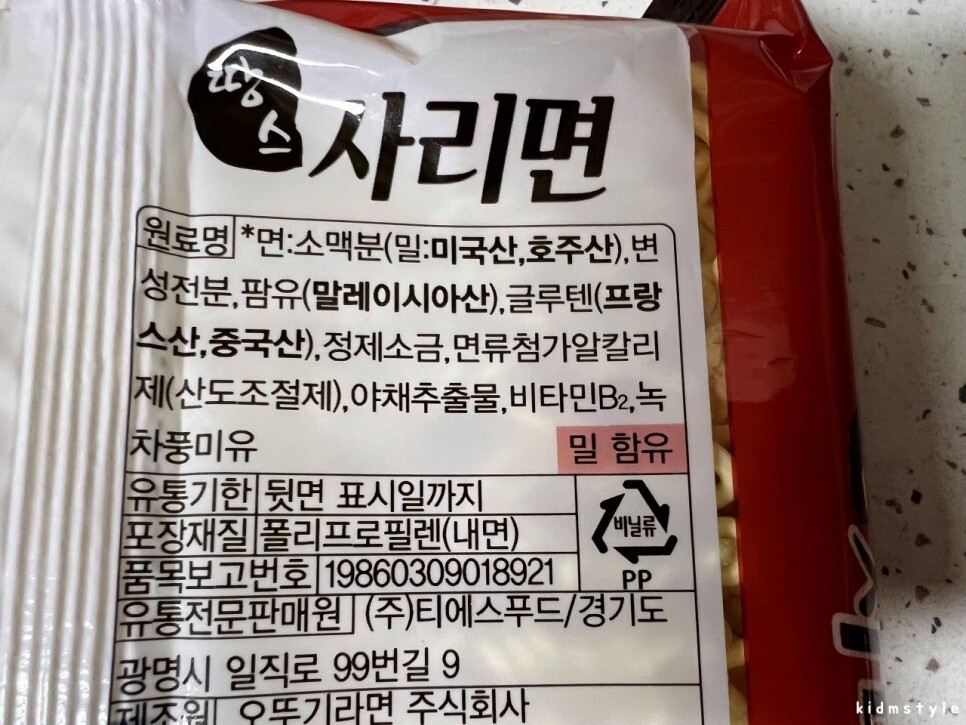 땅스
사리면
원료명 *면:소맥분(밀:미국산,호주산),변
성전분,팜유(말레이시아산),글루텐(프랑
스산,중국산),정제소금,면류첨가알칼리
제(산도조절제),야채추출물,비타민B2,녹
차풍미유 밀 함유
유통기한 뒷면 표시일까지
포장재질 폴리프로필렌(내면)
비닐류
PP
품목보고번호 19860309018921
유통전문판매원 (주)티에스푸드/경기도
광명시 일직로 99번길 9
제조원 오뚜기라면 주식회사
kidmstyle